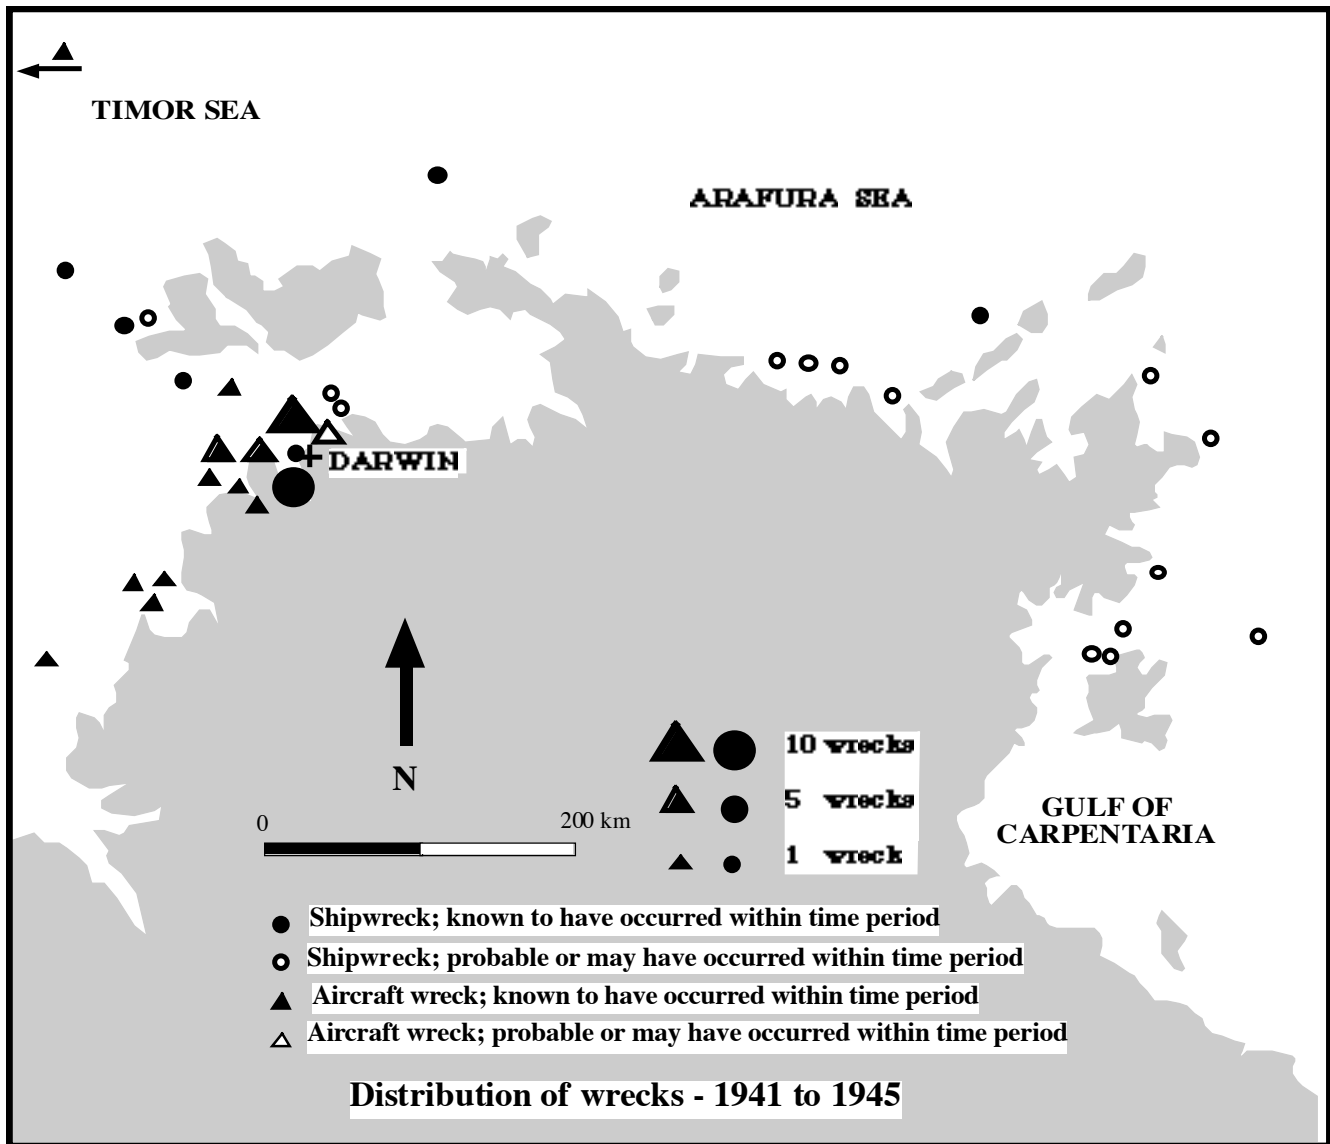 TIMOR SEA
ARAFURA SEA
DARWIN
N
0 200 km
10 wrecks
5 wrecks
1 wreck
GULF OF
CARPENTARIA
Shipwreck; known to have occurred within time period
Shipwreck; probable or may have occurred within time period
Aircraft wreck; known to have occurred within time period
Aircraft wreck; probable or may have occurred within time period
Distribution of wrecks - 1941 to 1945